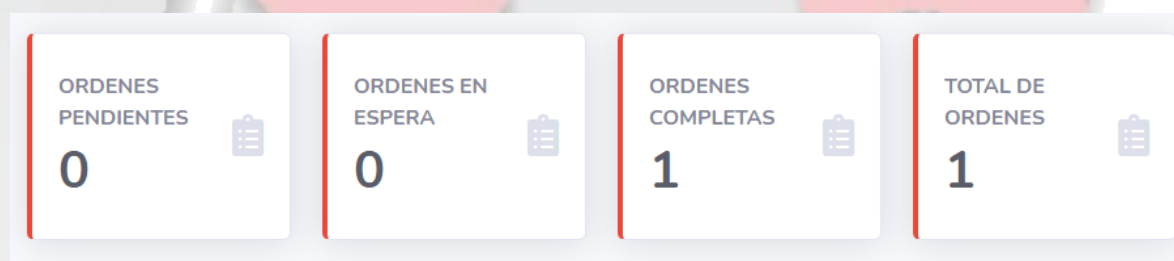 ORDENES
PENDIENTES
0
ORDENES EN
ESPERA
0
ORDENES
COMPLETAS
1
TOTAL DE
ORDENES
1